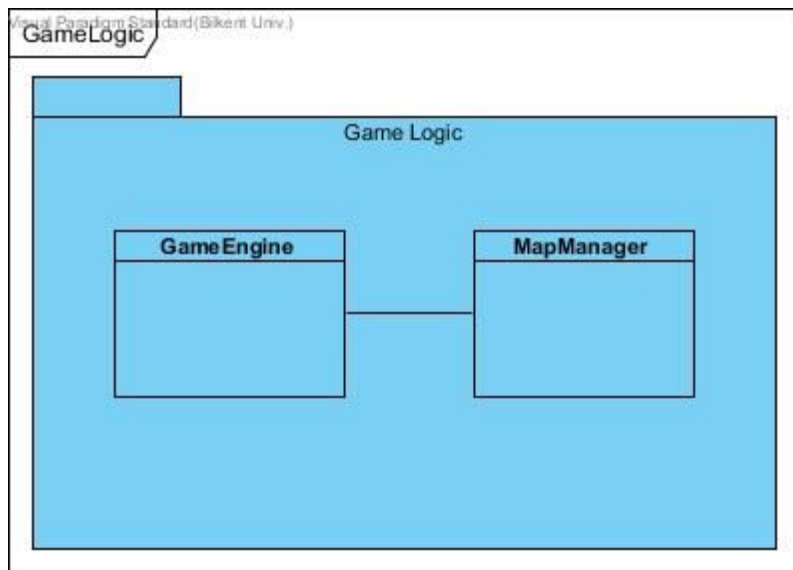 Visual Paradigm Standard(Bilkent Univ.)
GameLogic
Game Logic
GameEngine
MapManager